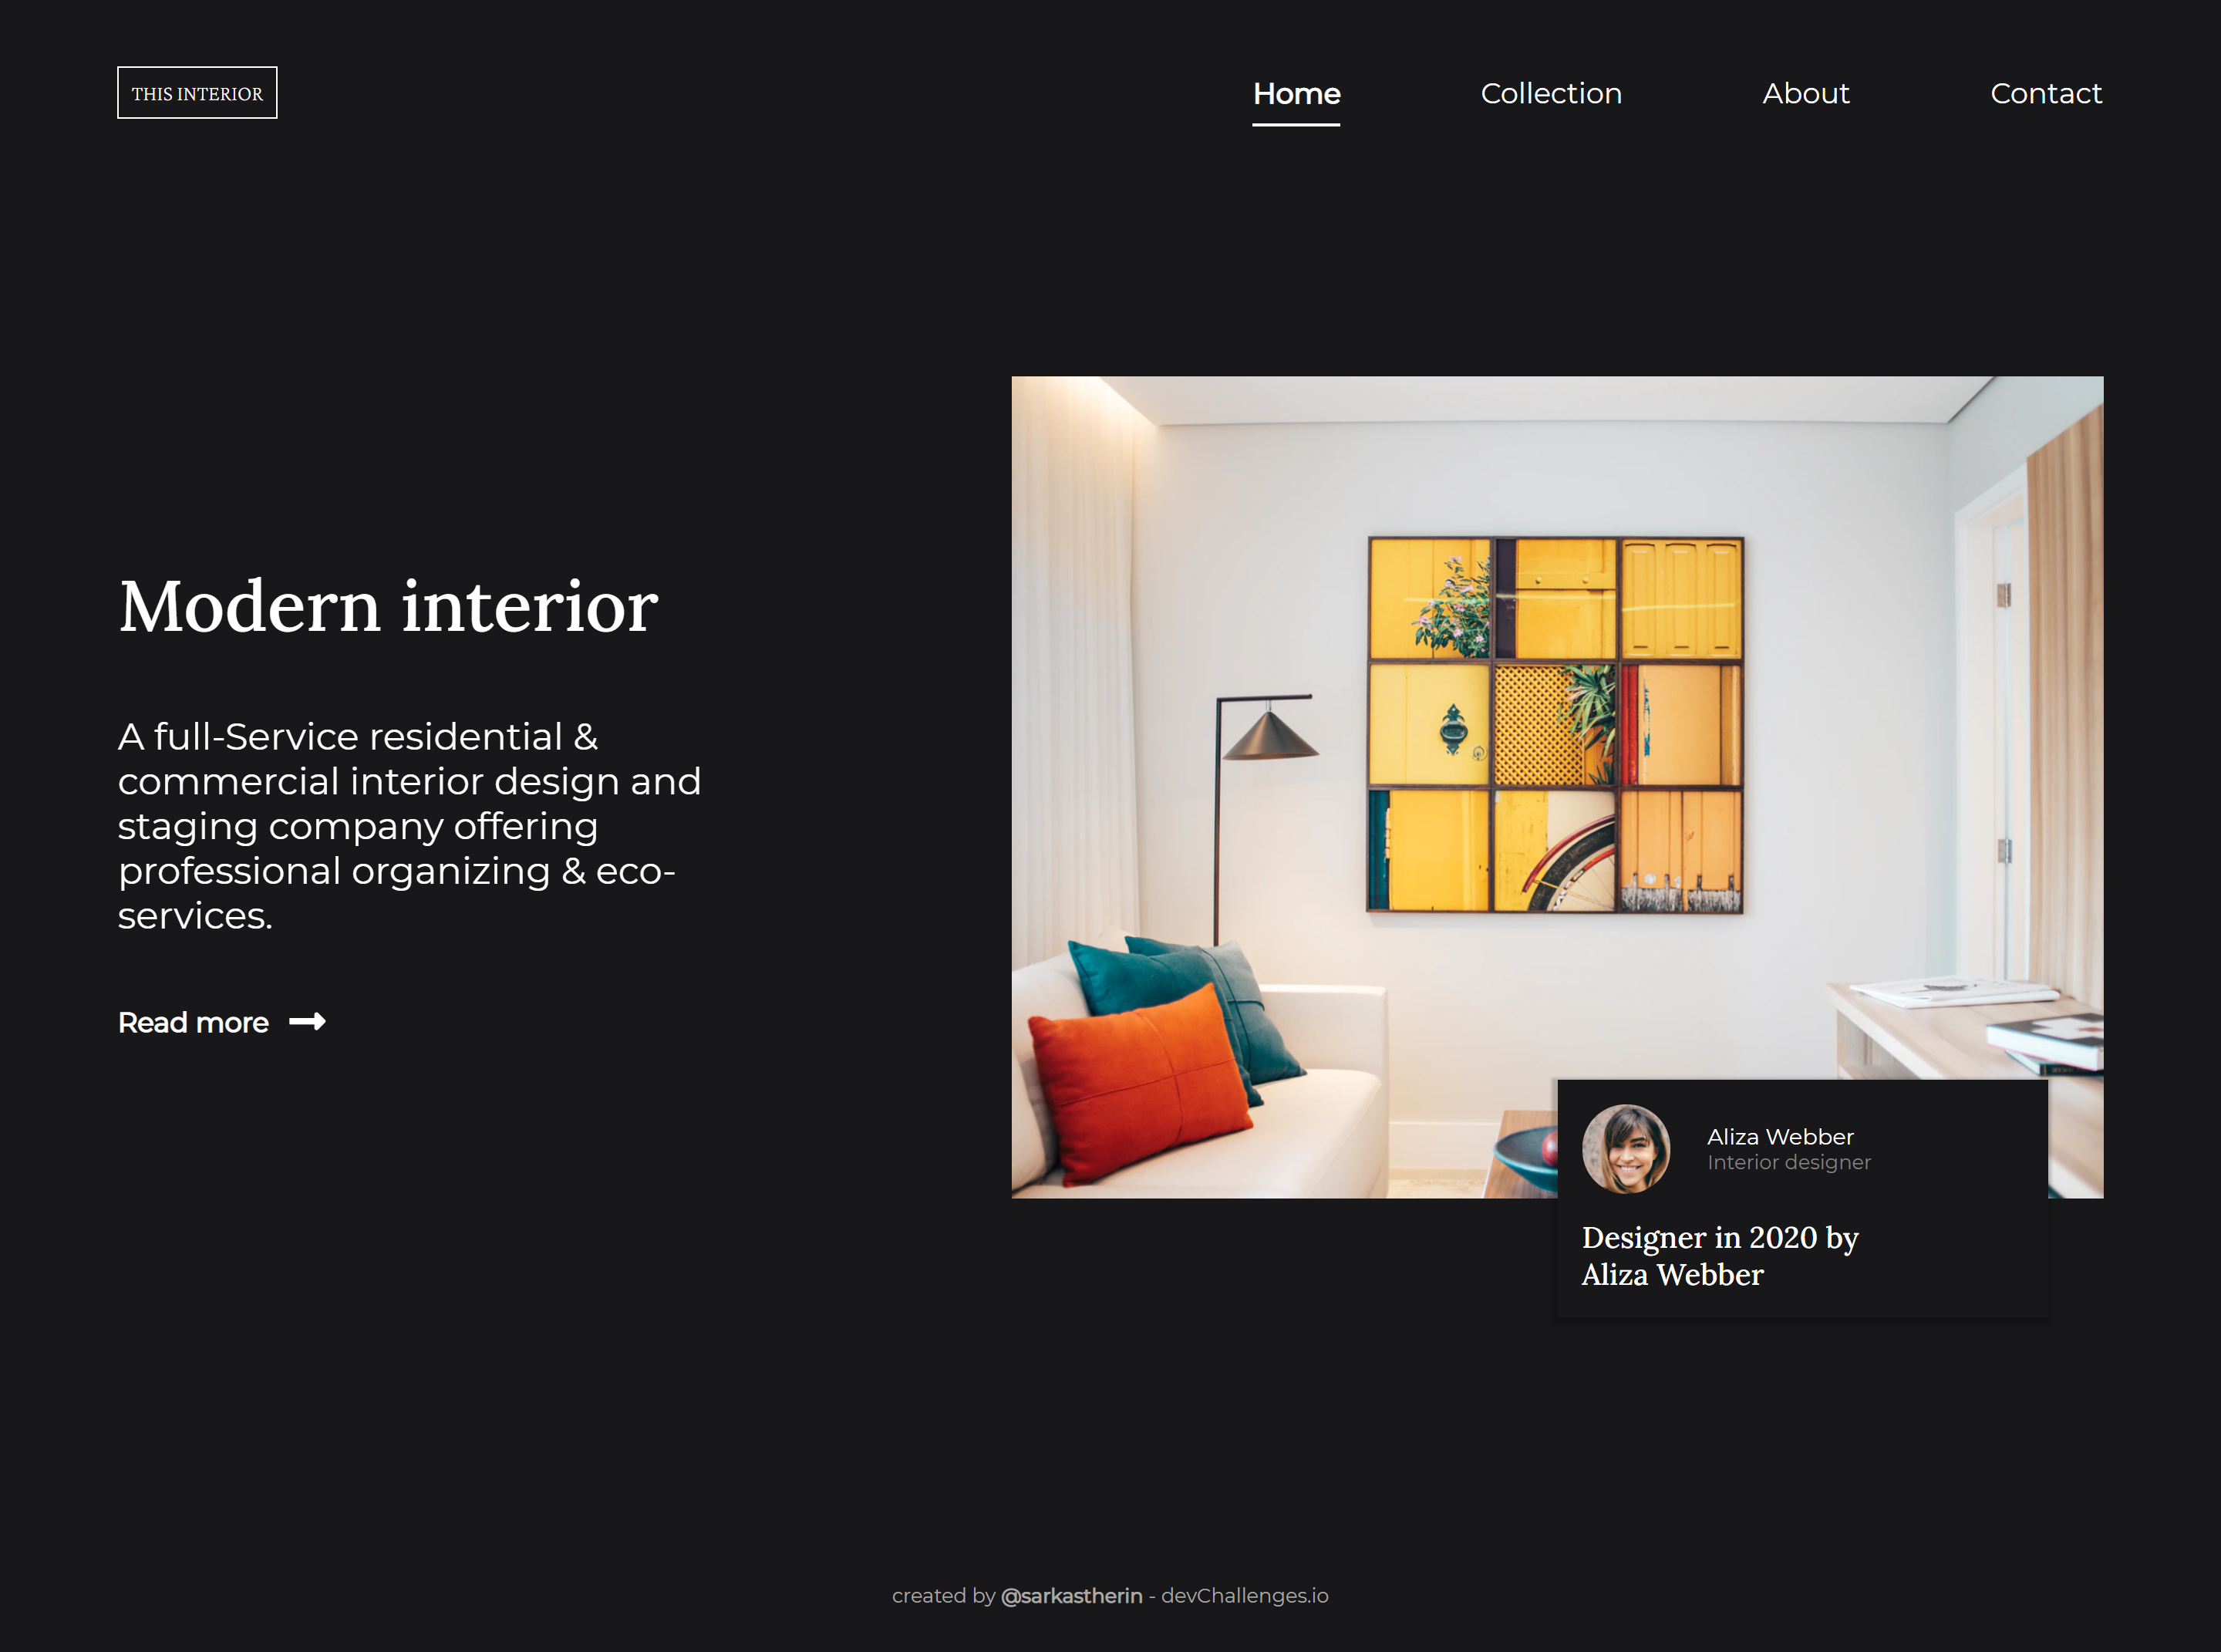 THIS INTERIOR
Home
Collection
About
Contact
Modern interior
A full-Service residential &
commercial interior design and
staging company offering
professional organizing & eco-
services.
Read more
Aliza Webber
Interior designer
Designer in 2020 by
Aliza Webber
created by @sarkastherin - devChallenges.io